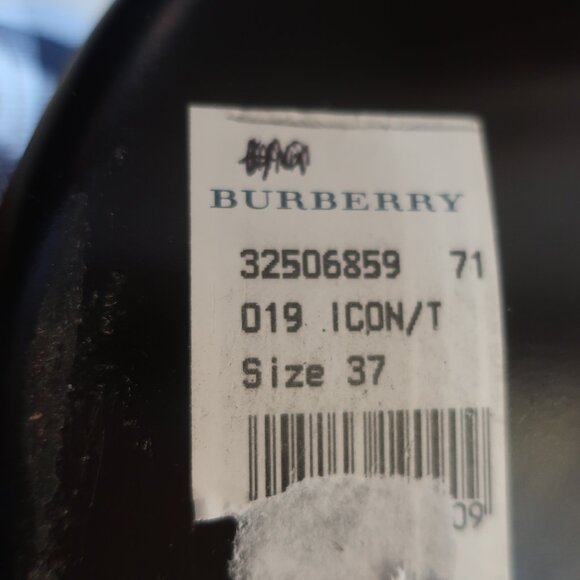 BURBERRY
32506859 71
019 ICON/T
Size 37
09